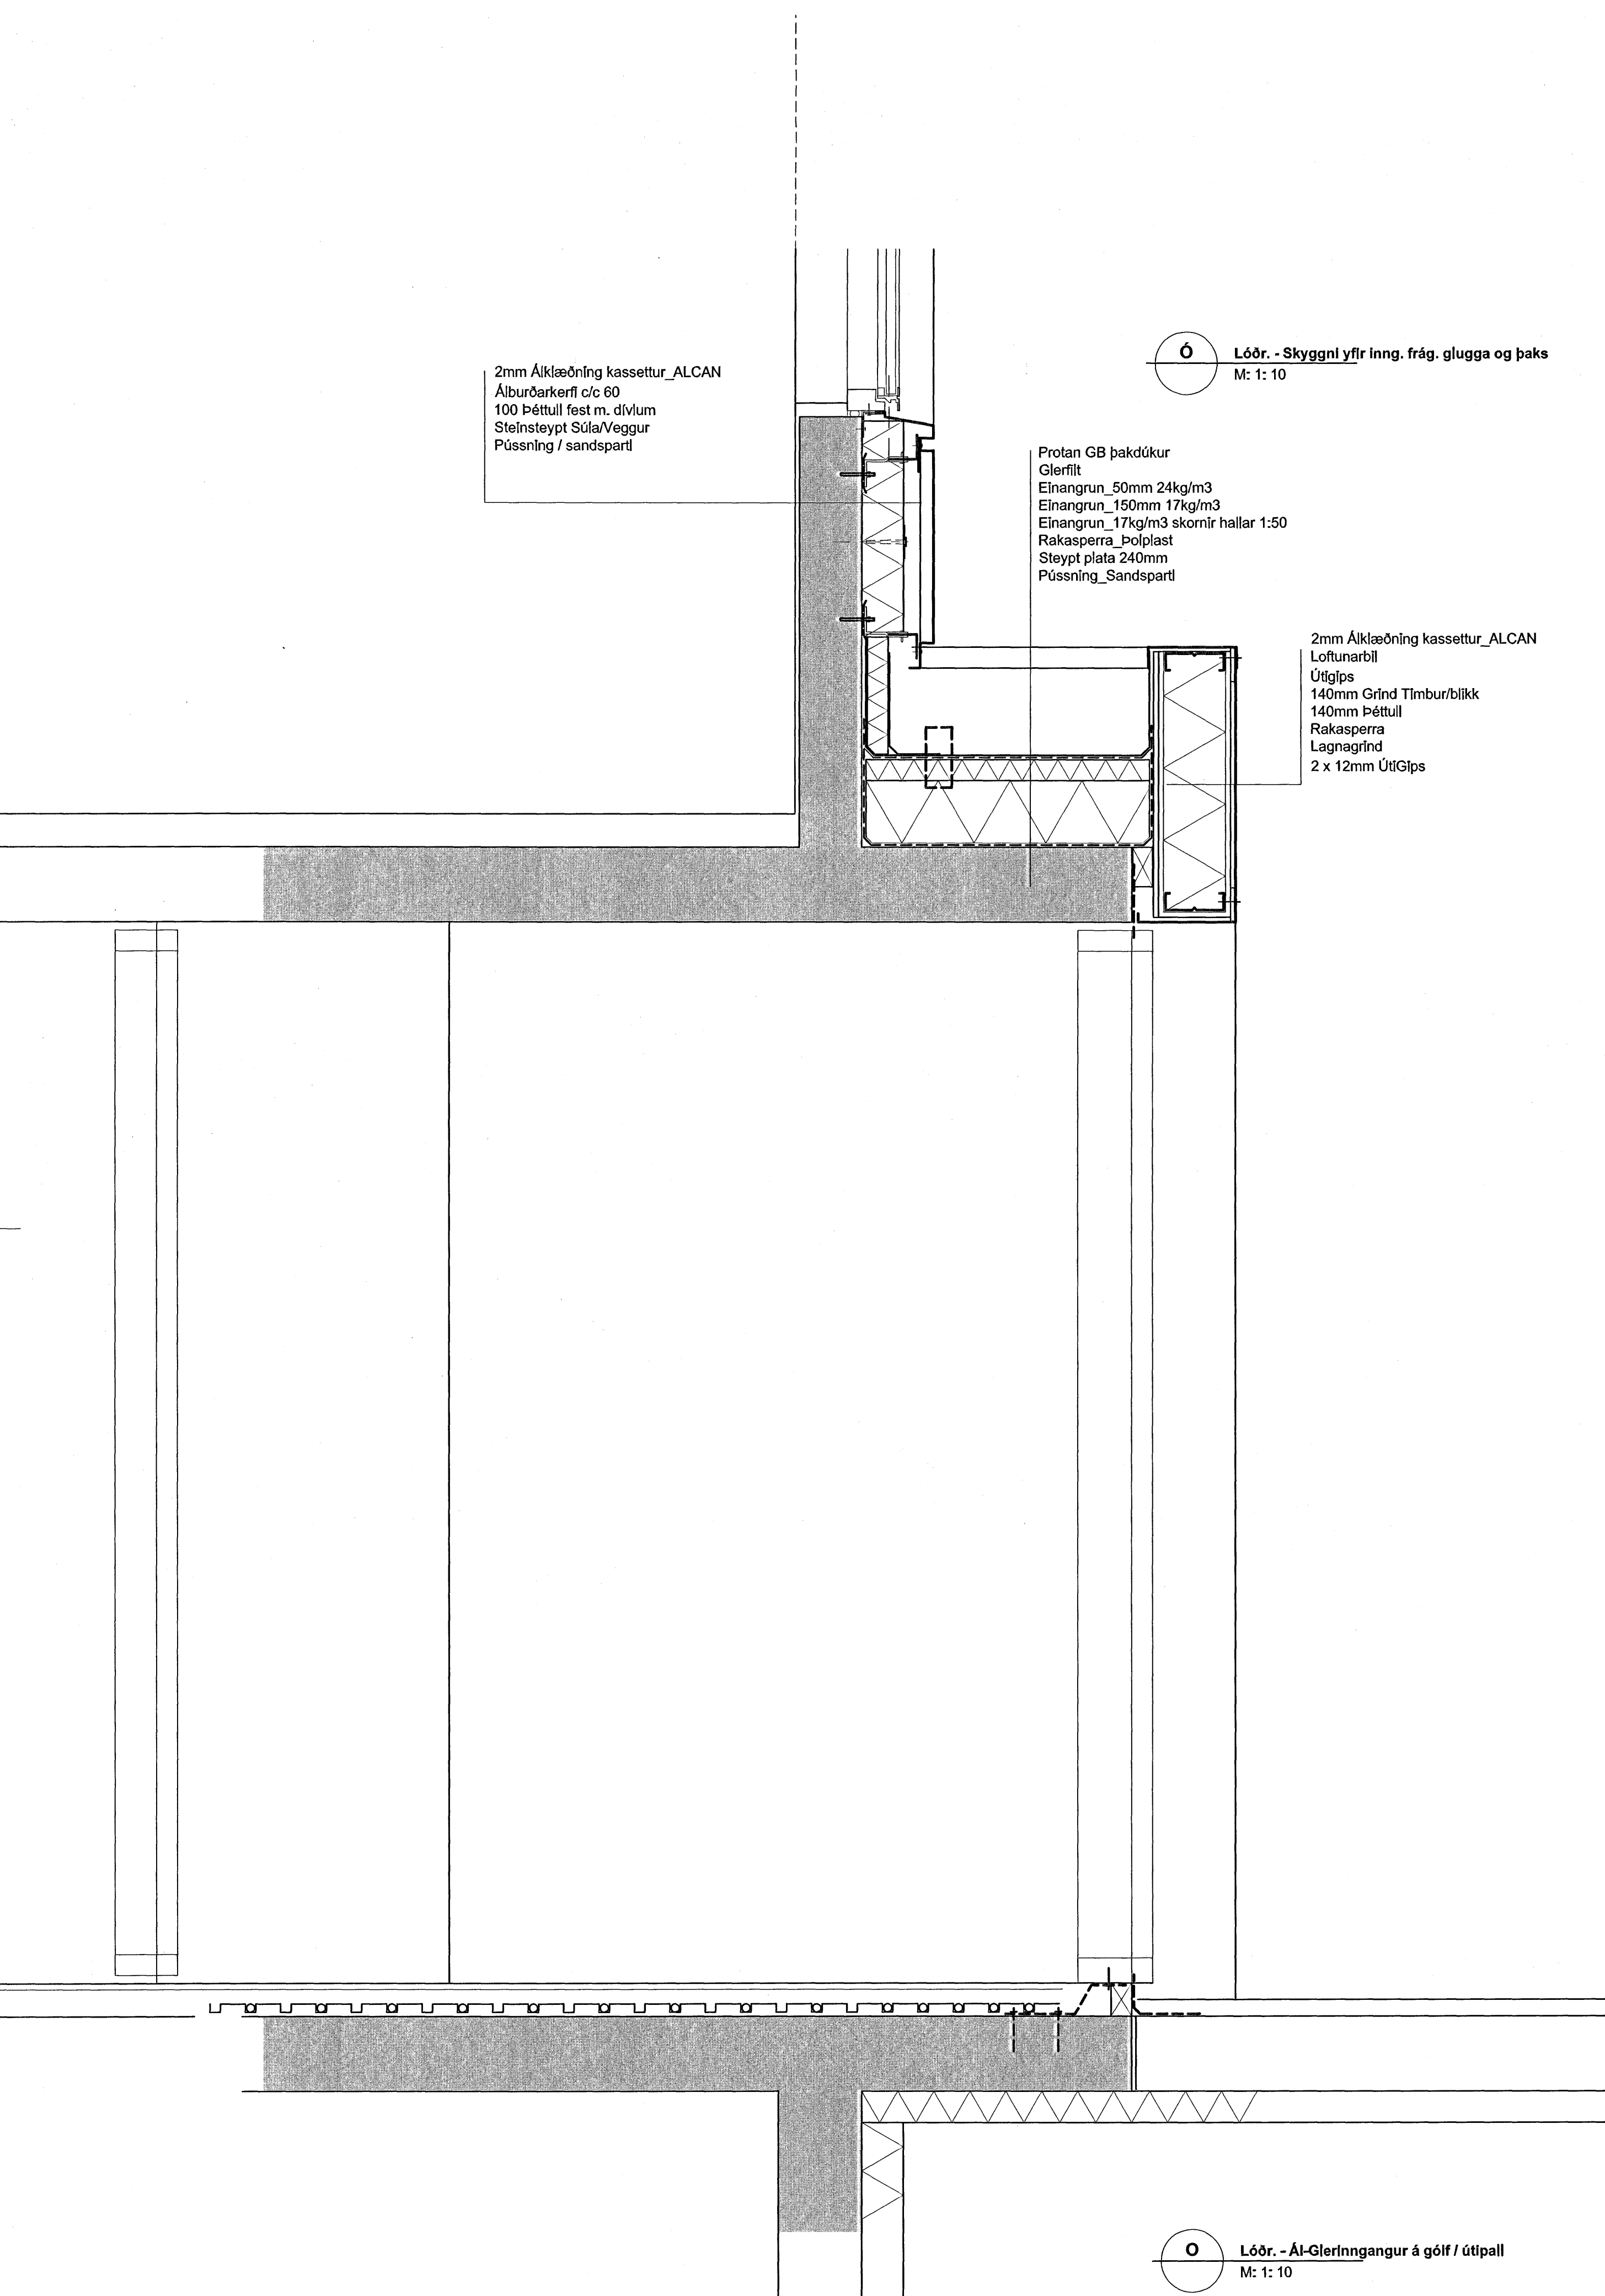 Ó
Lóðr. - Skyggni yfir inng. frág. glugga og þaks
M: 1: 10
2mm Álklæðning kassettur_ALCAN
Álburðarkerfi c/c 60
100 Þéttull fest m. dívlum
Steinsteypt Súla/Veggur
Pússning / sandspartl
Protan GB þakdúkur
Glerfilt
Einangrun_50mm 24kg/m3
Einangrun_150mm 17kg/m3
Einangrun_17kg/m3 skornir hallar 1:50
Rakasperra_Þolplast
Steypt plata 240mm
Pússning_Sandspartl
2mm Álklæðning kassettur_ALCAN
Loftunarbil
Útigips
140mm Grind Timbur/blikk
140mm Þéttull
Rakasperra
Lagnagrind
2 x 12mm ÚtiGips
O
Lóðr. - Ál-Glerinngangur á gólf / útipall
M: 1: 10